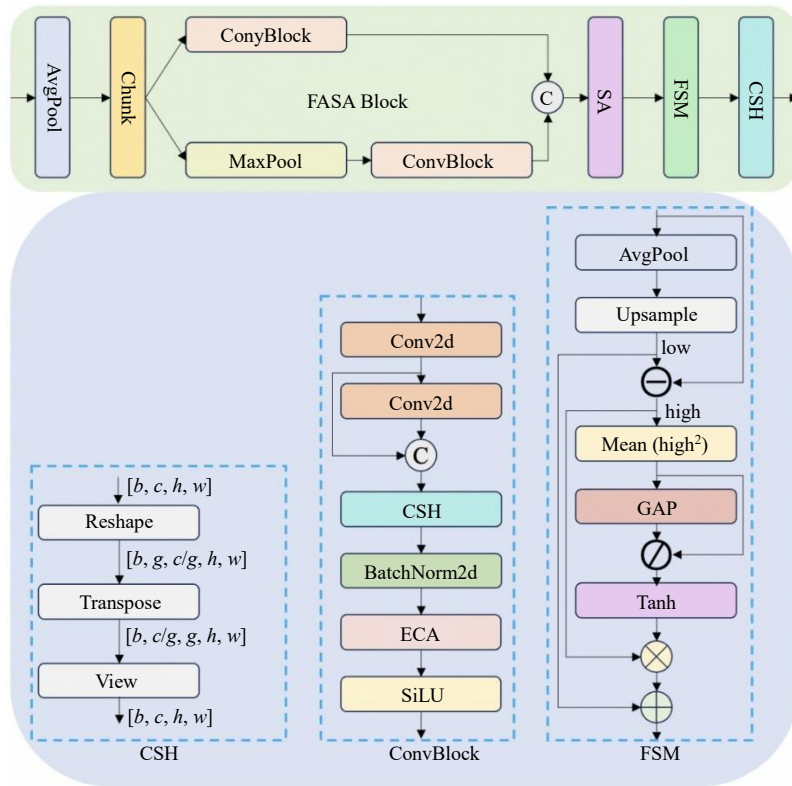 AvgPool
Chunk
ConyBlock
FASA Block
MaxPool
ConvBlock
C
SA
FSM
CSH
[b, c, h, w]
Reshape
[b, g, c/g, h, w]
Transpose
[b, c/g, g, h, w]
View
[b, c, h, w]
CSH
Conv2d
Conv2d
C
CSH
BatchNorm2d
ECA
SiLU
ConvBlock
AvgPool
Upsample
low
high
Mean (high²)
GAP
Tanh
FSM